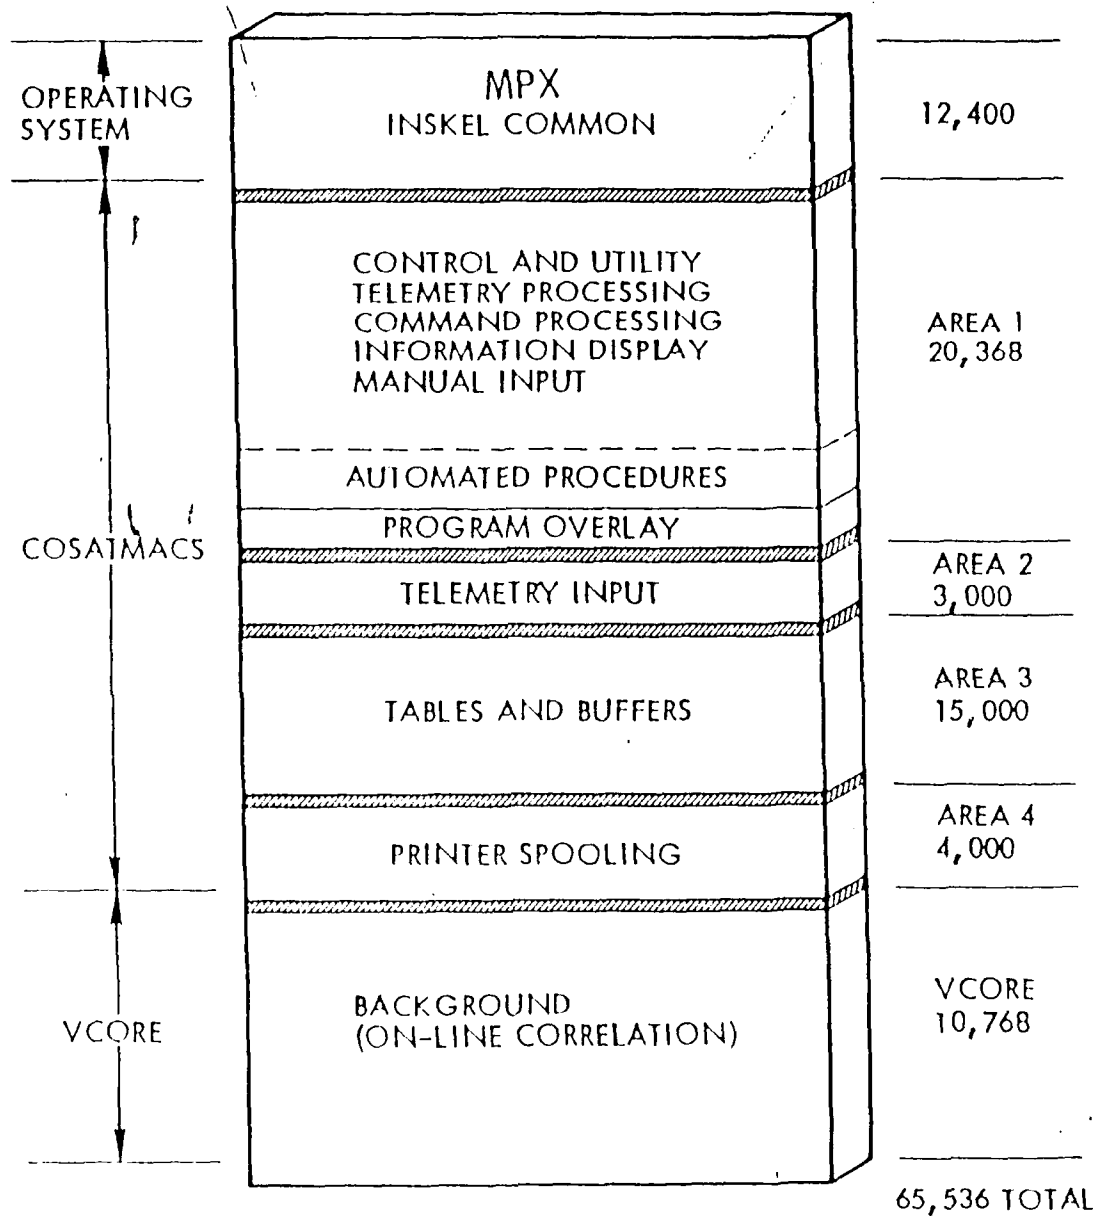 OPERATING
SYSTEM
MPX
INSKEL COMMON
12,400
CONTROL AND UTILITY
TELEMETRY PROCESSING
COMMAND PROCESSING
INFORMATION DISPLAY
MANUAL INPUT
AREA 1
20,368
AUTOMATED PROCEDURES
PROGRAM OVERLAY
COSATMACS
TELEMETRY INPUT
AREA 2
3,000
TABLES AND BUFFERS
AREA 3
15,000
PRINTER SPOOLING
AREA 4
4,000
VCORE
BACKGROUND
(ON-LINE CORRELATION)
VCORE
10,768
65,536 TOTAL